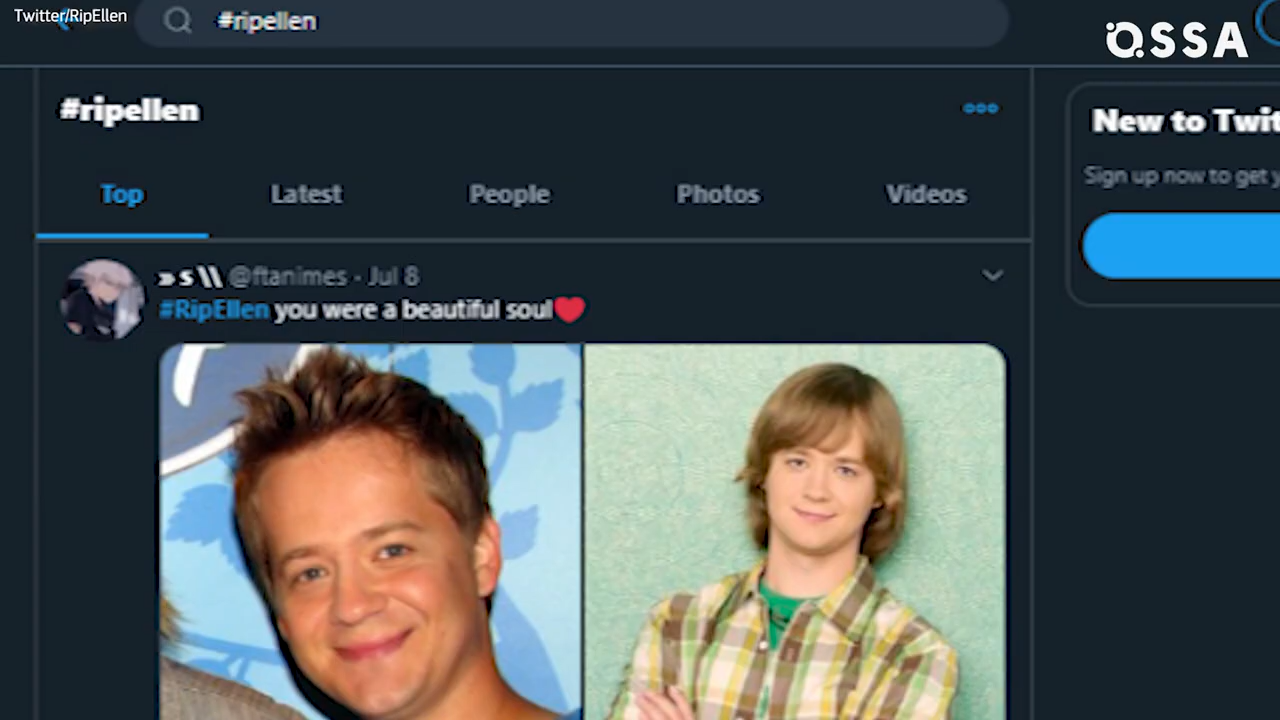 Twitter/RipEllen
#ripellen
OSSA
#ripellen
New to Twit
Top Latest People Photos Videos
Sign up now to get y
»s\\ @ftanimes · Jul 8
#RipEllen you were a beautiful soul❤️